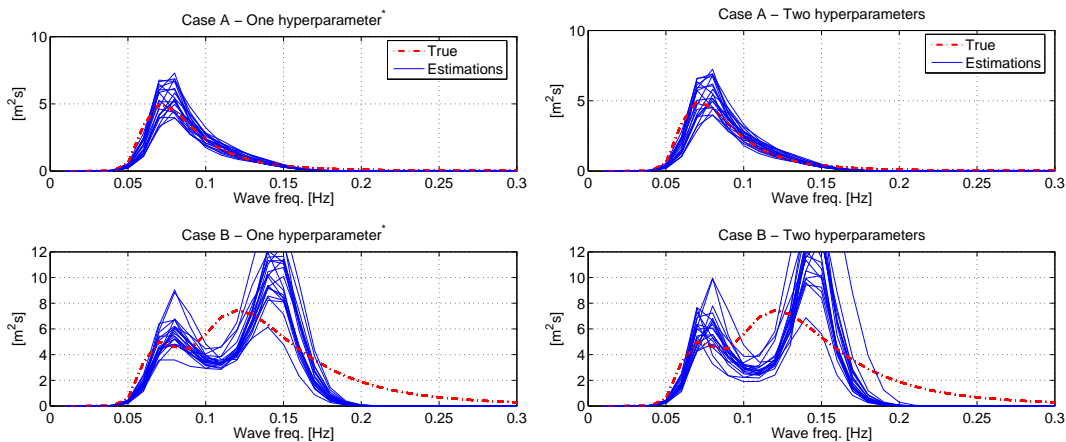 Case A − One hyperparameter*
10
5
0
[m²s]
True
Estimations
0 0.05 0.1 0.15 0.2 0.25 0.3
Wave freq. [Hz]
Case A − Two hyperparameters
10
5
0
[m²s]
True
Estimations
0 0.05 0.1 0.15 0.2 0.25 0.3
Wave freq. [Hz]
Case B − One hyperparameter*
12
10
8
6
4
2
0
[m²s]
0 0.05 0.1 0.15 0.2 0.25 0.3
Wave freq. [Hz]
Case B − Two hyperparameters
12
10
8
6
4
2
0
[m²s]
0 0.05 0.1 0.15 0.2 0.25 0.3
Wave freq. [Hz]